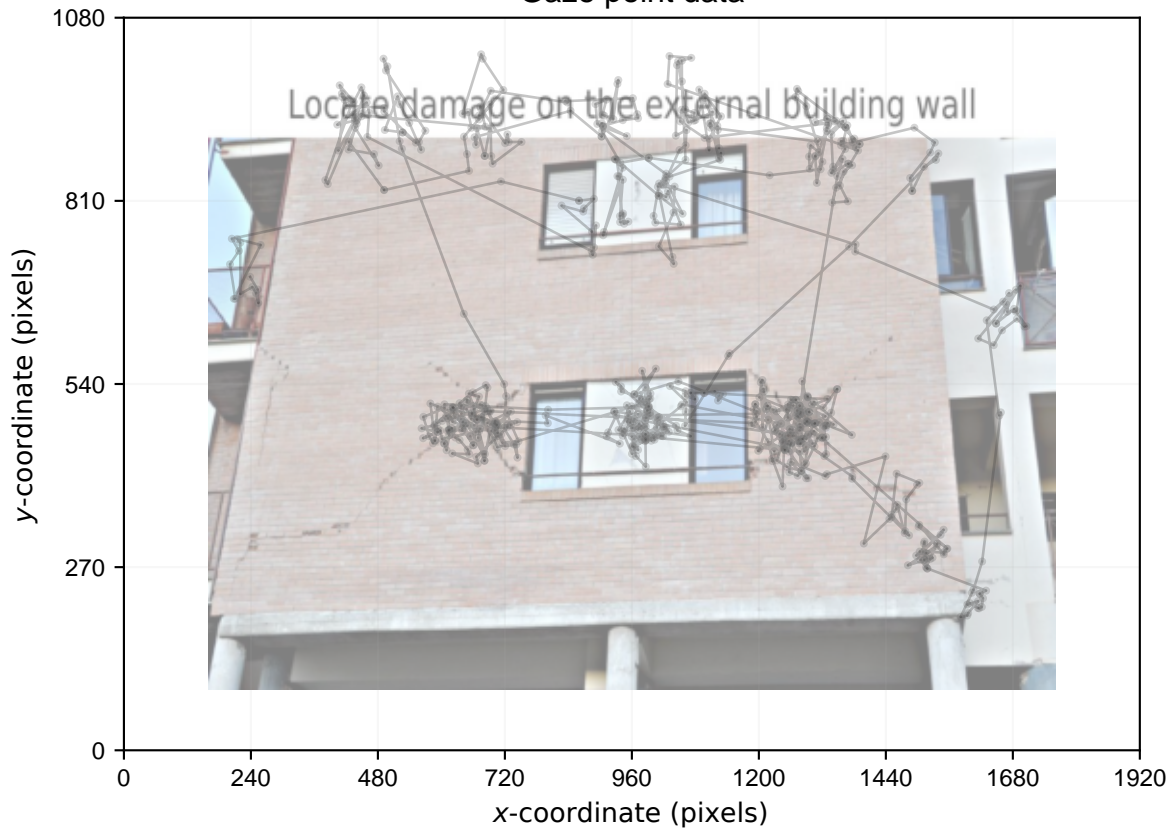 Gaze point data
Locate damage on the external building wall
1080
810
540
270
0
0 240 480 720 960 1200 1440 1680 1920
y-coordinate (pixels)
x-coordinate (pixels)